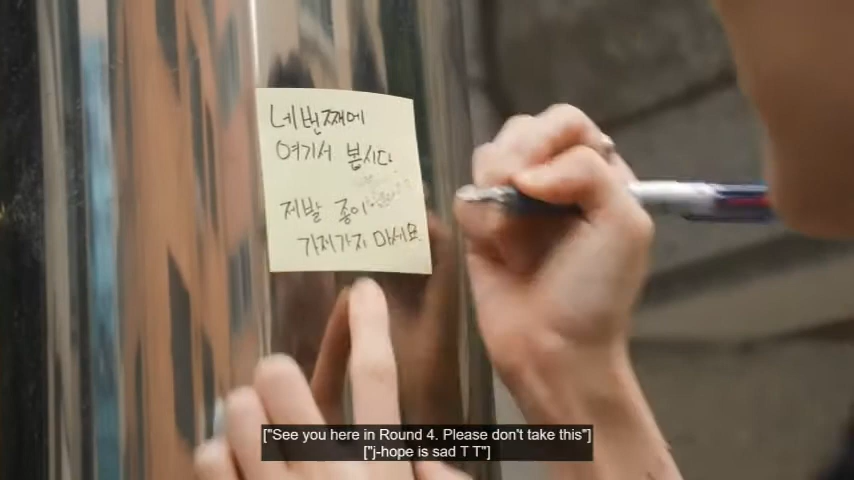 네번째에
여기서 봅시다.
제발 종이
가져가지 마세요
["See you here in Round 4. Please don't take this"]
["j-hope is sad T T"]